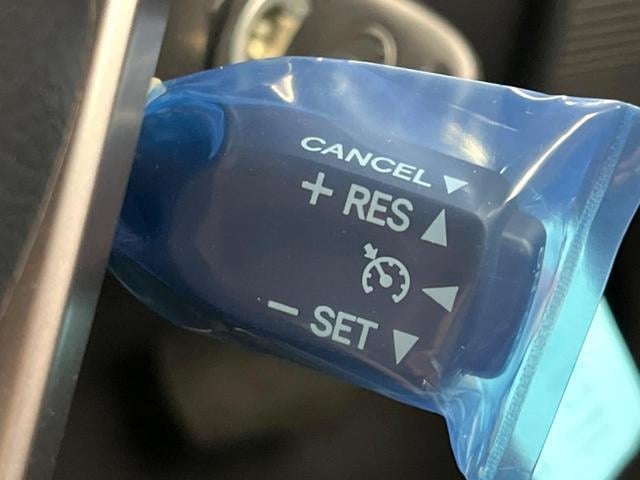 CANCEL ▼
+ RES ▲
◀
− SET ▼